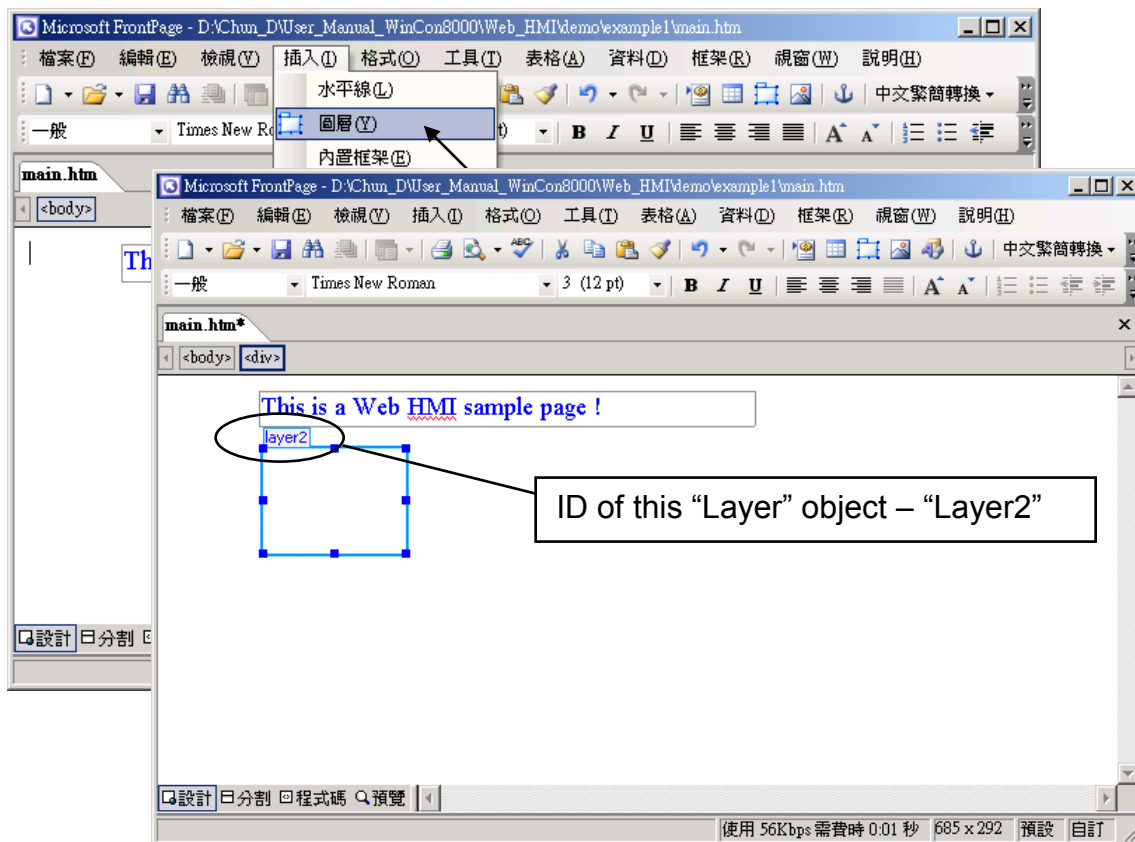 Microsoft FrontPage - D:\Chun_D\User_Manual_WinCon8000\Web_HMI\demo\example1\main.htm
檔案(F) 編輯(E) 檢視(V) 插入(I) 格式(O) 工具(T) 表格(A) 資料(D) 框架(R) 視窗(W) 說明(H)
水平線(L)
中文繁簡轉換
一般 Times New Ro
圖層(Y)
t) B I U A A
內置框架(E)
main.htm
<body>
Th
設計 分割
Microsoft FrontPage - D:\Chun_D\User_Manual_WinCon8000\Web_HMI\demo\example1\main.htm
檔案(F) 編輯(E) 檢視(V) 插入(I) 格式(O) 工具(T) 表格(A) 資料(D) 框架(R) 視窗(W) 說明(H)
ABC 中文繁簡轉換
一般 Times New Roman 3 (12 pt) B I U A A
main.htm*
<body> <div>
This is a Web HMI sample page !
layer2
ID of this “Layer” object – “Layer2”
設計 分割 程式碼 預覽
使用 56Kbps 需費時 0:01 秒 685 x 292 預設 自訂